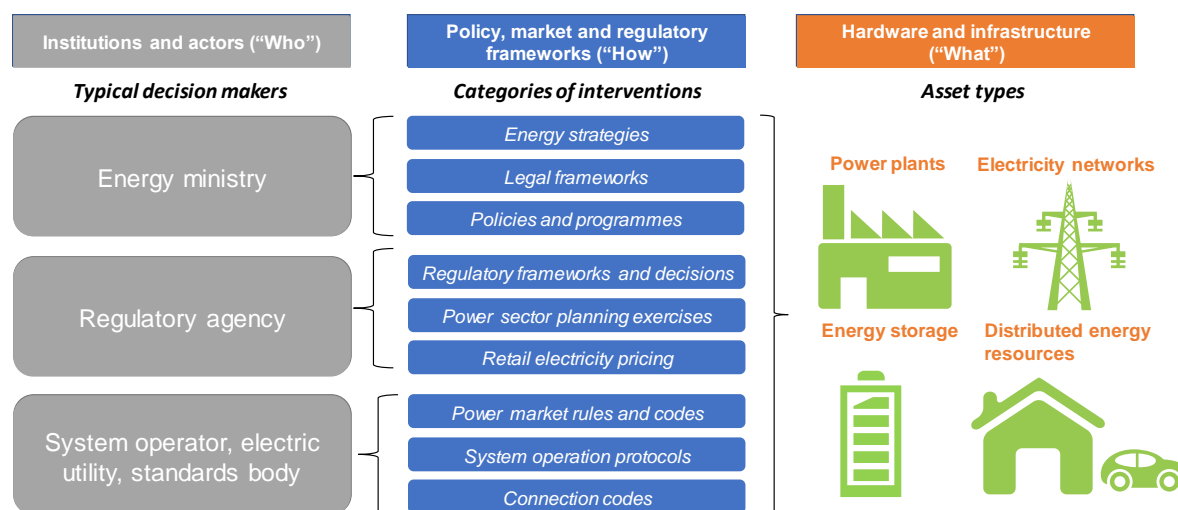 Institutions and actors (“Who”)
Typical decision makers
Energy ministry
Regulatory agency
System operator, electric
utility, standards body
Policy, market and regulatory
frameworks (“How”)
Categories of interventions
Energy strategies
Legal frameworks
Policies and programmes
Regulatory frameworks and decisions
Power sector planning exercises
Retail electricity pricing
Power market rules and codes
System operation protocols
Connection codes
Hardware and infrastructure
(“What”)
Asset types
Power plants
Electricity networks
Energy storage
Distributed energy
resources